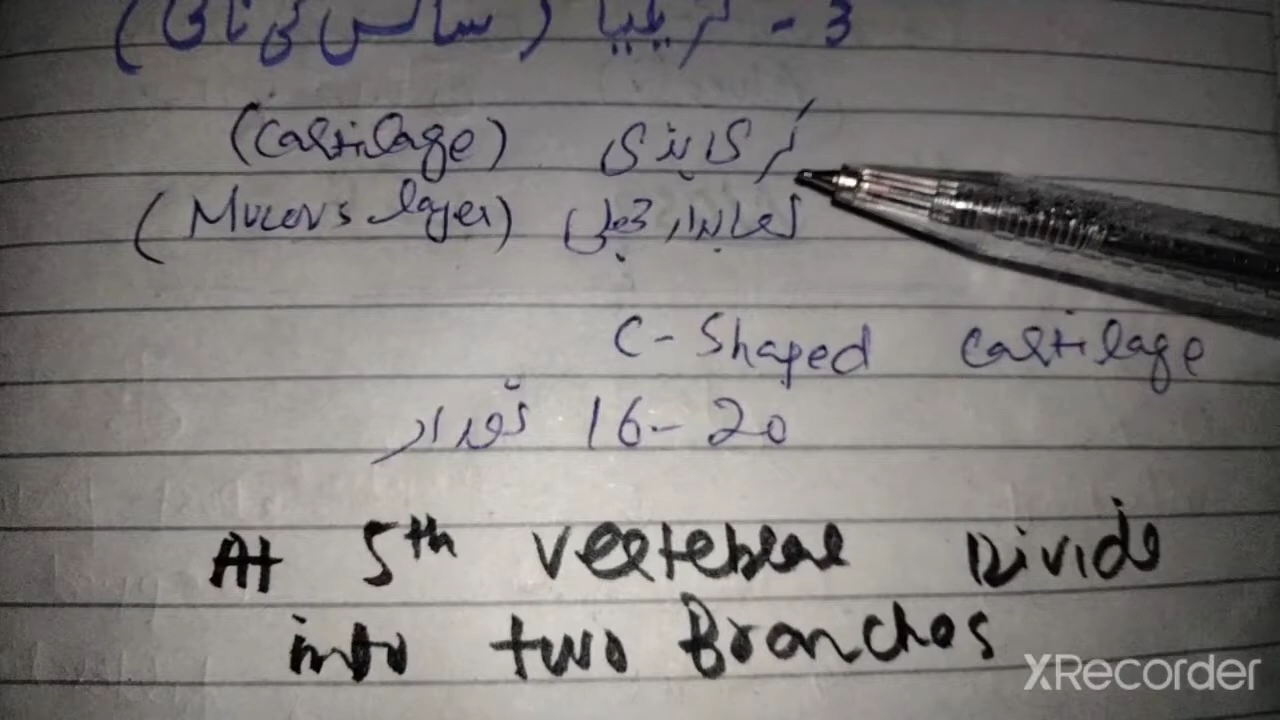 3 - ٹریکیا (سانس کی نالی)
کری ہڈی (Cartilage)
لعابدار جھلی (Mucous layer)
C - Shaped Cartilage
16-20 تعداد
At 5th vertebrae Divide
into two Branches
XRecorder